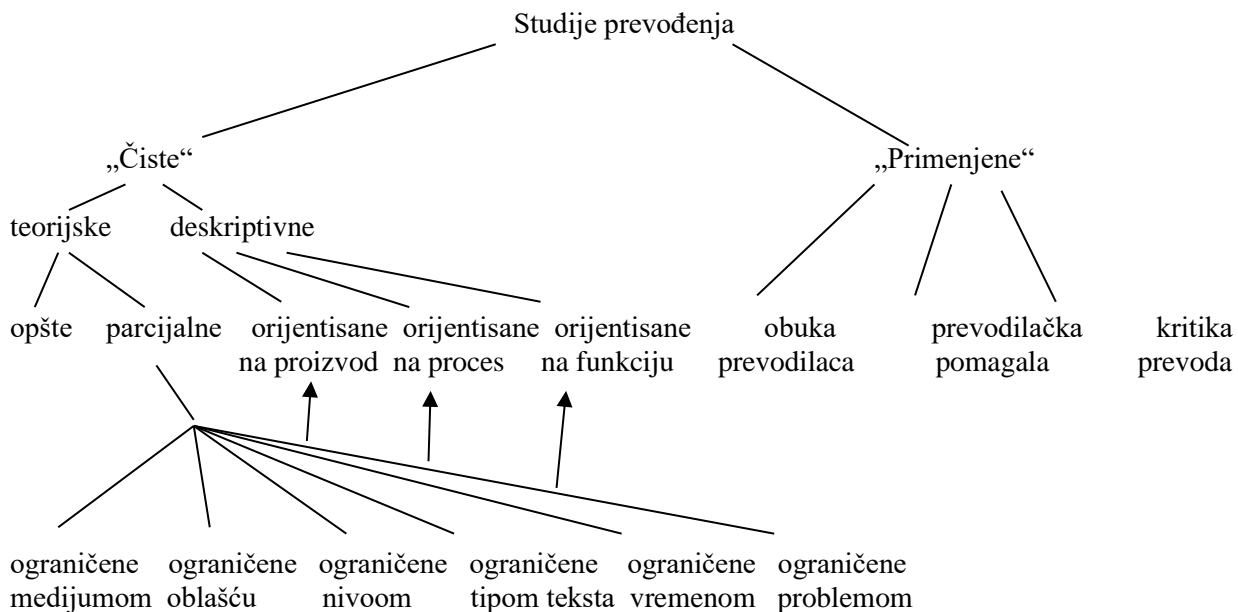 Studije prevođenja
„Čiste“ „Primenjene“
teorijske deskriptivne
opšte parcijalne orijentisane orijentisane orijentisane obuka prevodilačka kritika
na proizvod na proces na funkciju prevodilaca pomagala prevoda
ograničene ograničene ograničene ograničene ograničene ograničene
medijumom oblašću nivoom tipom teksta vremenom problemom